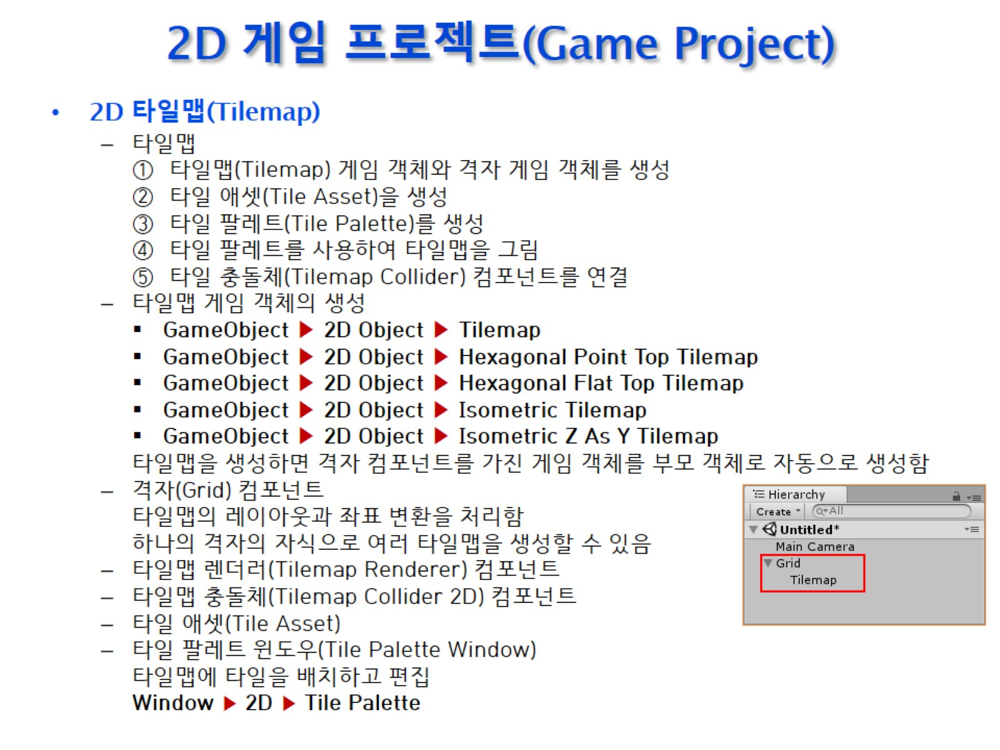 2D 게임 프로젝트(Game Project)
• 2D 타일맵(Tilemap)
– 타일맵
① 타일맵(Tilemap) 게임 객체와 격자 게임 객체를 생성
② 타일 애셋(Tile Asset)을 생성
③ 타일 팔레트(Tile Palette)를 생성
④ 타일 팔레트를 사용하여 타일맵을 그림
⑤ 타일 충돌체(Tilemap Collider) 컴포넌트를 연결
– 타일맵 게임 객체의 생성
▪ GameObject ▶ 2D Object ▶ Tilemap
▪ GameObject ▶ 2D Object ▶ Hexagonal Point Top Tilemap
▪ GameObject ▶ 2D Object ▶ Hexagonal Flat Top Tilemap
▪ GameObject ▶ 2D Object ▶ Isometric Tilemap
▪ GameObject ▶ 2D Object ▶ Isometric Z As Y Tilemap
타일맵을 생성하면 격자 컴포넌트를 가진 게임 객체를 부모 객체로 자동으로 생성함
– 격자(Grid) 컴포넌트
타일맵의 레이아웃과 좌표 변환을 처리함
하나의 격자의 자식으로 여러 타일맵을 생성할 수 있음
– 타일맵 렌더러(Tilemap Renderer) 컴포넌트
– 타일맵 충돌체(Tilemap Collider 2D) 컴포넌트
– 타일 애셋(Tile Asset)
– 타일 팔레트 윈도우(Tile Palette Window)
타일맵에 타일을 배치하고 편집
Window ▶ 2D ▶ Tile Palette
Hierarchy
Create All
Untitled*
Main Camera
Grid
Tilemap